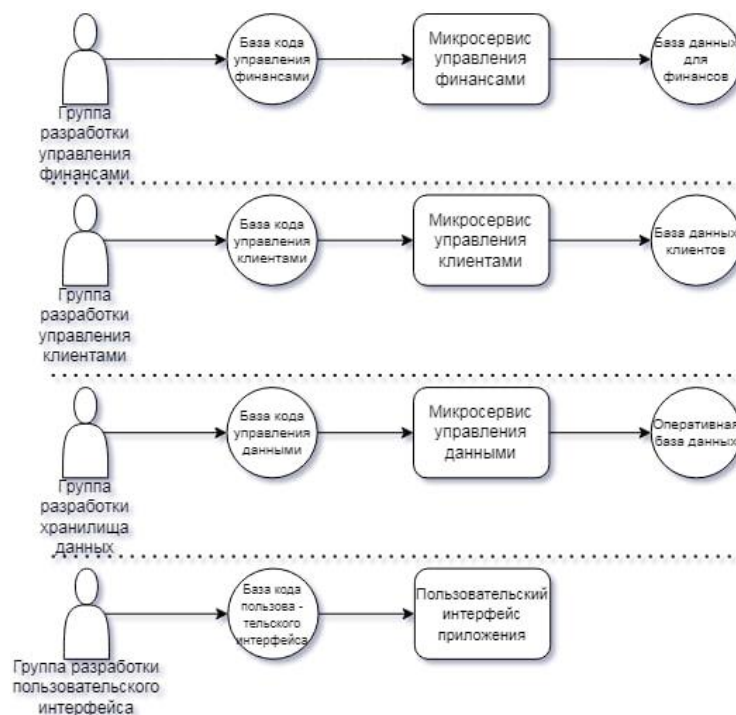 База кода
управления
финансами
Микросервис
управления
финансами
База данных
для
финансов
Группа
разработки
управления
финансами
База кода
управления
клиентами
Микросервис
управления
клиентами
База данных
клиентов
Группа
разработки
управления
клиентами
База кода
управления
данными
Микросервис
управления
данными
Оперативная
база данных
Группа
разработки
хранилища
данных
База кода
пользова -
тельского
интерфейса
Пользовательский
интерфейс
приложения
Группа разработки
пользовательского
интерфейса